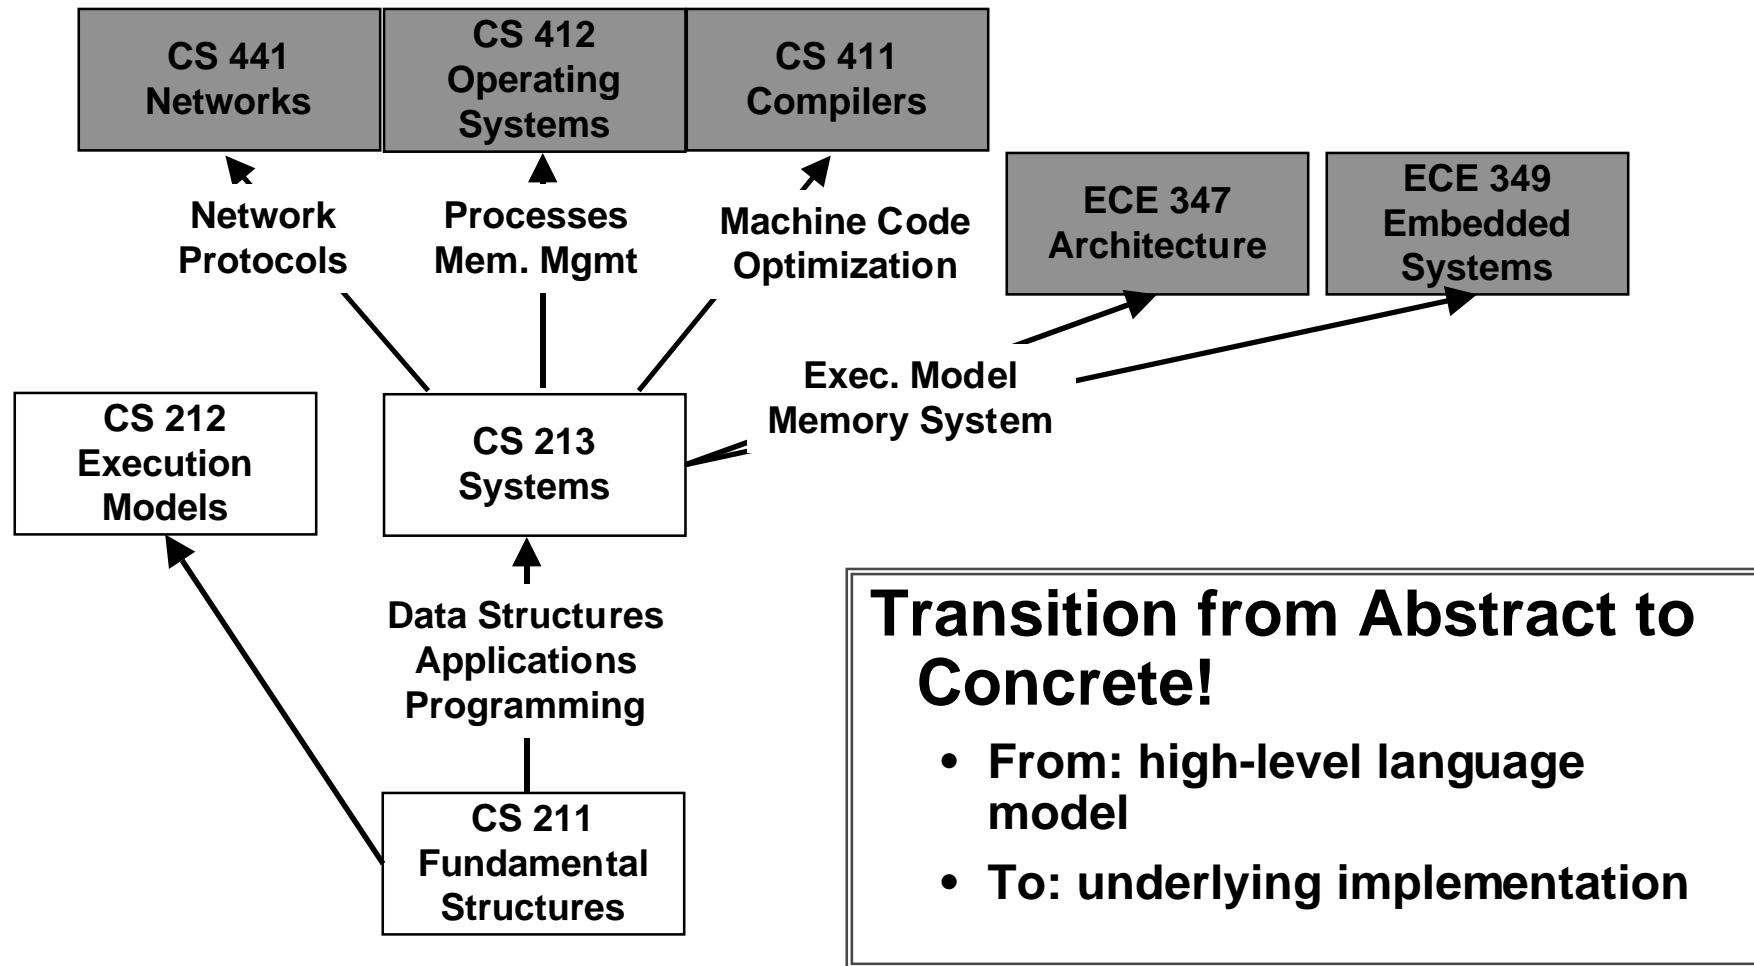 CS 441
Networks
CS 412
Operating
Systems
CS 411
Compilers
ECE 347
Architecture
ECE 349
Embedded
Systems
Network
Protocols
Processes
Mem. Mgmt
Machine Code
Optimization
Exec. Model
Memory System
CS 212
Execution
Models
CS 213
Systems
Data Structures
Applications
Programming
CS 211
Fundamental
Structures
Transition from Abstract to
Concrete!
• From: high-level language
model
• To: underlying implementation